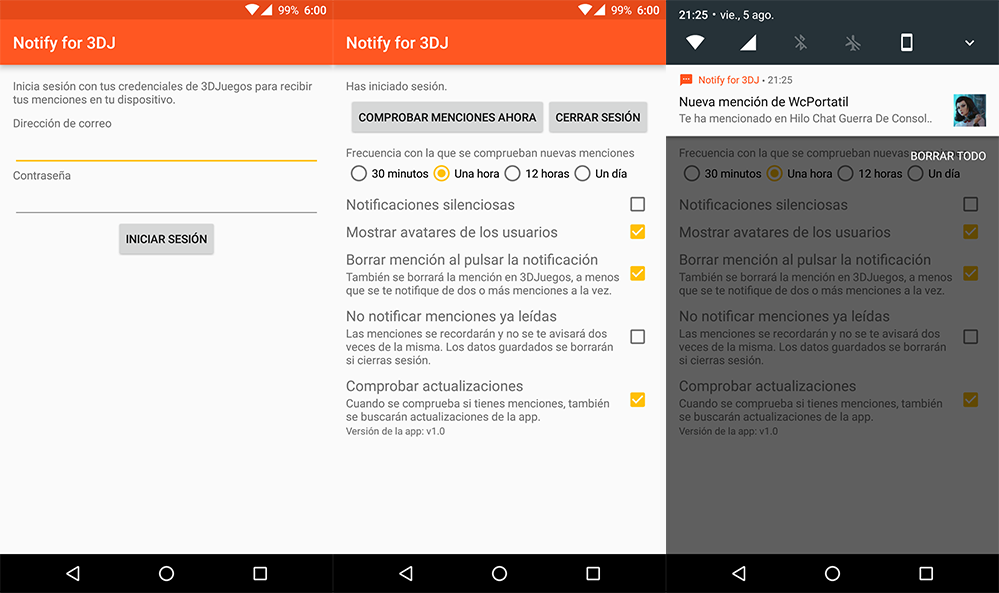 99% 6:00
Notify for 3DJ
Inicia sesión con tus credenciales de 3DJuegos para recibir
tus menciones en tu dispositivo.
Dirección de correo
Contraseña
INICIAR SESIÓN
99% 6:00
Notify for 3DJ
Has iniciado sesión.
COMPROBAR MENCIONES AHORA
CERRAR SESIÓN
Frecuencia con la que se comprueban nuevas menciones
30 minutos Una hora 12 horas Un día
Notificaciones silenciosas
Mostrar avatares de los usuarios
Borrar mención al pulsar la notificación
También se borrará la mención en 3DJuegos, a menos
que se te notifique de dos o más menciones a la vez.
No notificar menciones ya leídas
Las menciones se recordarán y no se te avisará dos
veces de la misma. Los datos guardados se borrarán
si cierras sesión.
Comprobar actualizaciones
Cuando se comprueba si tienes menciones, también
se buscarán actualizaciones de la app.
Versión de la app: v1.0
21:25 • vie., 5 ago.
Notify for 3DJ • 21:25
Nueva mención de WcPortatil
Te ha mencionado en Hilo Chat Guerra De Consol..
BORRAR TODO
Frecuencia con la que se comprueban nuevas
30 minutos Una hora 12 horas Un día
Notificaciones silenciosas
Mostrar avatares de los usuarios
Borrar mención al pulsar la notificación
También se borrará la mención en 3DJuegos, a menos
que se te notifique de dos o más menciones a la vez.
No notificar menciones ya leídas
Las menciones se recordarán y no se te avisará dos
veces de la misma. Los datos guardados se borrarán
si cierras sesión.
Comprobar actualizaciones
Cuando se comprueba si tienes menciones, también
se buscarán actualizaciones de la app.
Versión de la app: v1.0